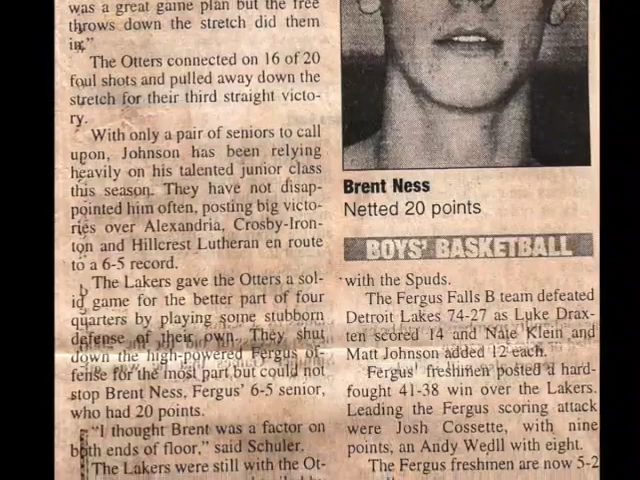 was a great game plan but the free
throws down the stretch did them
in."
The Otters connected on 16 of 20
foul shots and pulled away down the
stretch for their third straight victo-
ry.
With only a pair of seniors to call
upon, Johnson has been relying
heavily on his talented junior class
this season. They have not disap-
pointed him often, posting big victo-
ries over Alexandria, Crosby-Iron-
ton and Hillcrest Lutheran en route
to a 6-5 record.
The Lakers gave the Otters a sol-
id game for the better part of four
quarters by playing some stubborn
defense of their own. They shut
down the high-powered Fergus of-
fense for the most part but could not
stop Brent Ness, Fergus' 6-5 senior,
who had 20 points.
"I thought Brent was a factor on
both ends of floor," said Schuler.
The Lakers were still with the Ot-
Brent Ness
Netted 20 points
BOYS' BASKETBALL
with the Spuds.
The Fergus Falls B team defeated
Detroit Lakes 74-27 as Luke Drax-
ten scored 14 and Nate Klein and
Matt Johnson added 12 each.
Fergus' freshmen posted a hard-
fought 41-38 win over the Lakers.
Leading the Fergus scoring attack
were Josh Cossette, with nine
points, an Andy Wedll with eight.
The Fergus freshmen are now 5-2